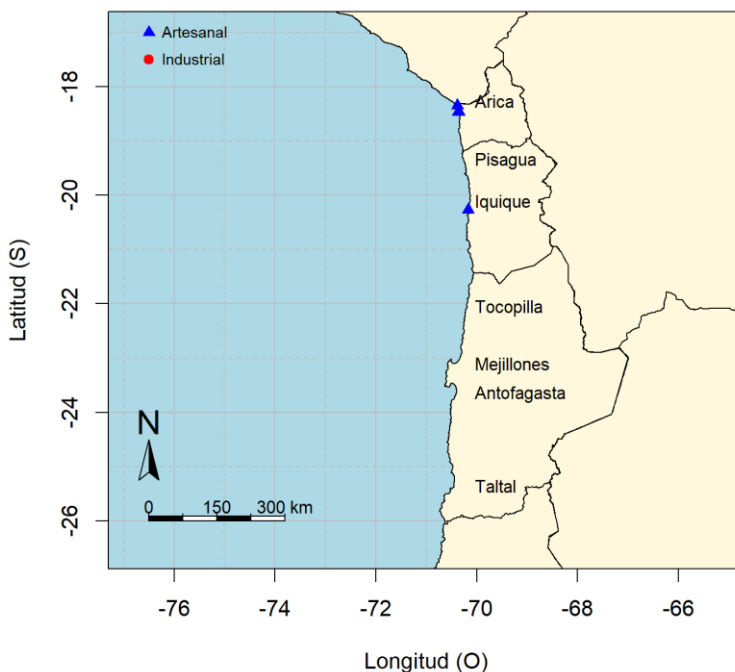 Artesanal
Industrial
-18
-20
-22
-24
-26
Latitud (S)
Arica
Pisagua
Iquique
Tocopilla
Mejillones
Antofagasta
Taltal
N
0 150 300 km
-76 -74 -72 -70 -68 -66
Longitud (O)